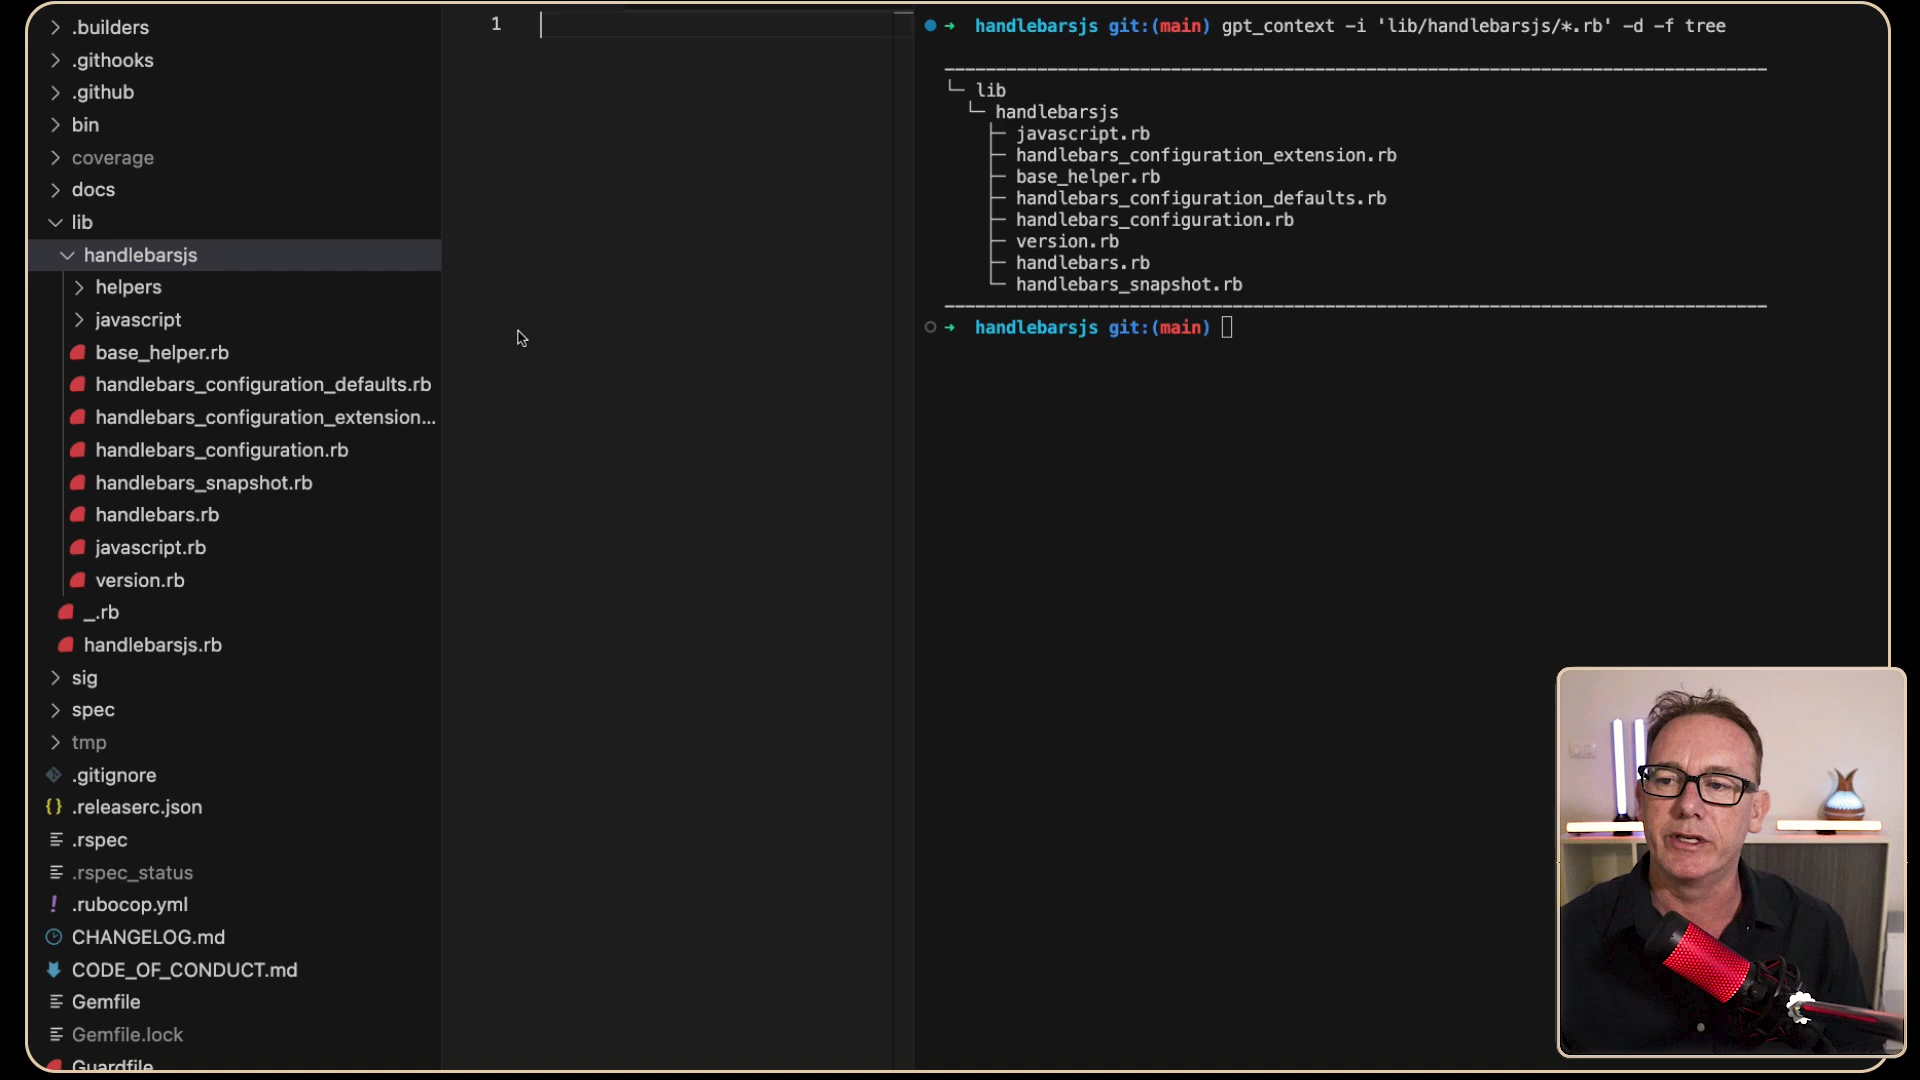 .builders
.githooks
.github
bin
coverage
docs
lib
handlebarsjs
helpers
javascript
base_helper.rb
handlebars_configuration_defaults.rb
handlebars_configuration_extension...
handlebars_configuration.rb
handlebars_snapshot.rb
handlebars.rb
javascript.rb
version.rb
_.rb
handlebarsjs.rb
sig
spec
tmp
.gitignore
{} .releaserc.json
.rspec
.rspec_status
! .rubocop.yml
CHANGELOG.md
CODE_OF_CONDUCT.md
Gemfile
Gemfile.lock
Guardfile
1
➜ handlebarsjs git:(main) gpt_context -i 'lib/handlebarsjs/*.rb' -d -f tree
└─ lib
└─ handlebarsjs
├─ javascript.rb
├─ handlebars_configuration_extension.rb
├─ base_helper.rb
├─ handlebars_configuration_defaults.rb
├─ handlebars_configuration.rb
├─ version.rb
├─ handlebars.rb
└─ handlebars_snapshot.rb
➜ handlebarsjs git:(main)